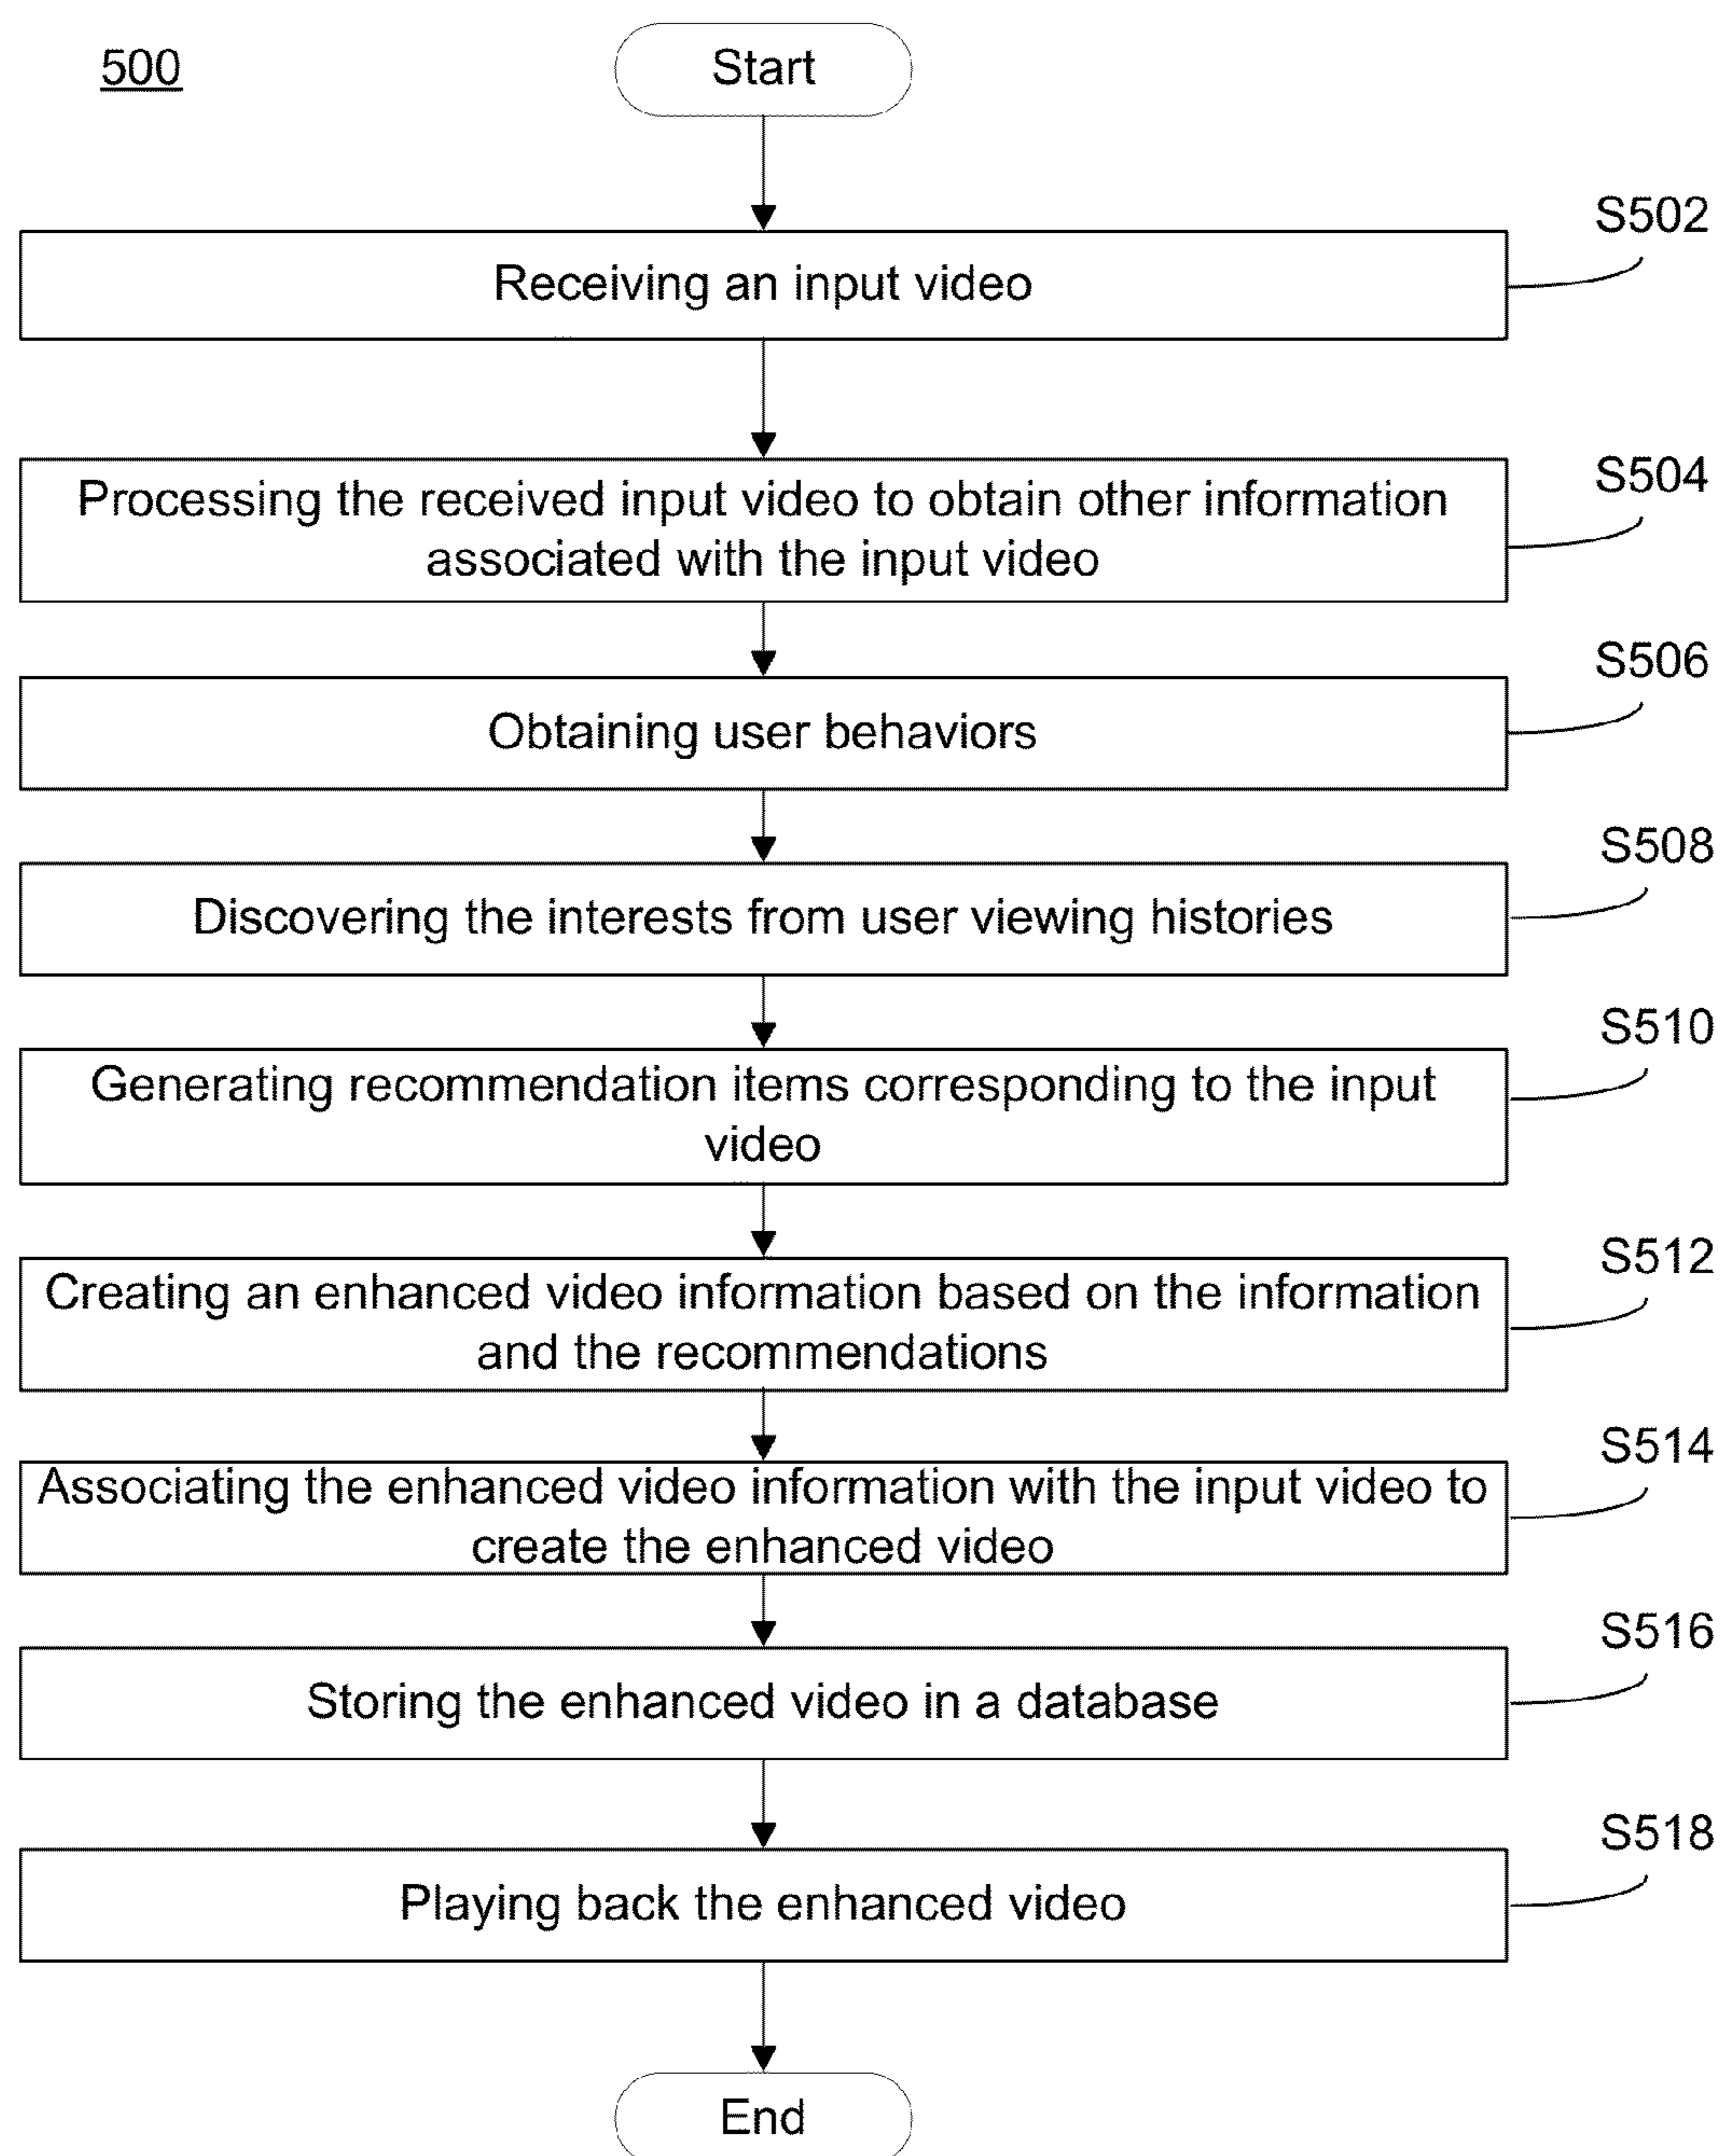 500
Start
S502
Receiving an input video
S504
Processing the received input video to obtain other information
associated with the input video
S506
Obtaining user behaviors
S508
Discovering the interests from user viewing histories
S510
Generating recommendation items corresponding to the input
video
S512
Creating an enhanced video information based on the information
and the recommendations
S514
Associating the enhanced video information with the input video to
create the enhanced video
S516
Storing the enhanced video in a database
S518
Playing back the enhanced video
End